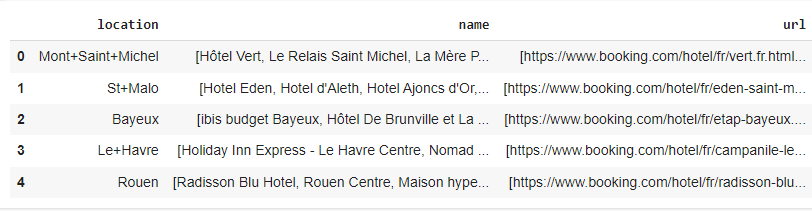 location name url
0 Mont+Saint+Michel [Hôtel Vert, Le Relais Saint Michel, La Mère P... [https://www.booking.com/hotel/fr/vert.fr.html...
1 St+Malo [Hotel Eden, Hotel d'Aleth, Hotel Ajoncs d'Or,... [https://www.booking.com/hotel/fr/eden-saint-m...
2 Bayeux [ibis budget Bayeux, Hôtel De Brunville et La ... [https://www.booking.com/hotel/fr/etap-bayeux....
3 Le+Havre [Holiday Inn Express - Le Havre Centre, Nomad ... [https://www.booking.com/hotel/fr/campanile-le...
4 Rouen [Radisson Blu Hotel, Rouen Centre, Maison hype... [https://www.booking.com/hotel/fr/radisson-blu...